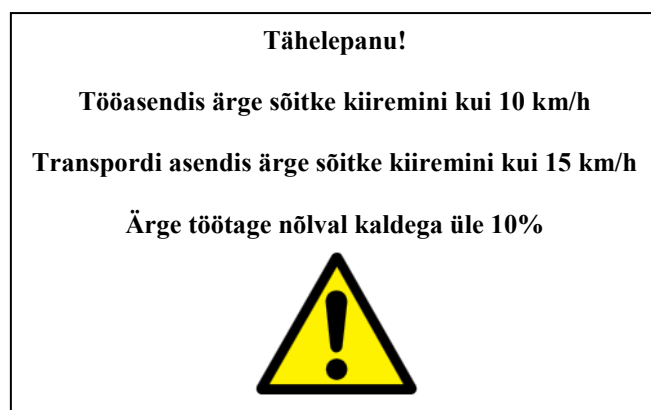 Tähelepanu!
Tööasendis ärge sõitke kiiremini kui 10 km/h
Transpordi asendis ärge sõitke kiiremini kui 15 km/h
Ärge töötage nõlval kaldega üle 10%